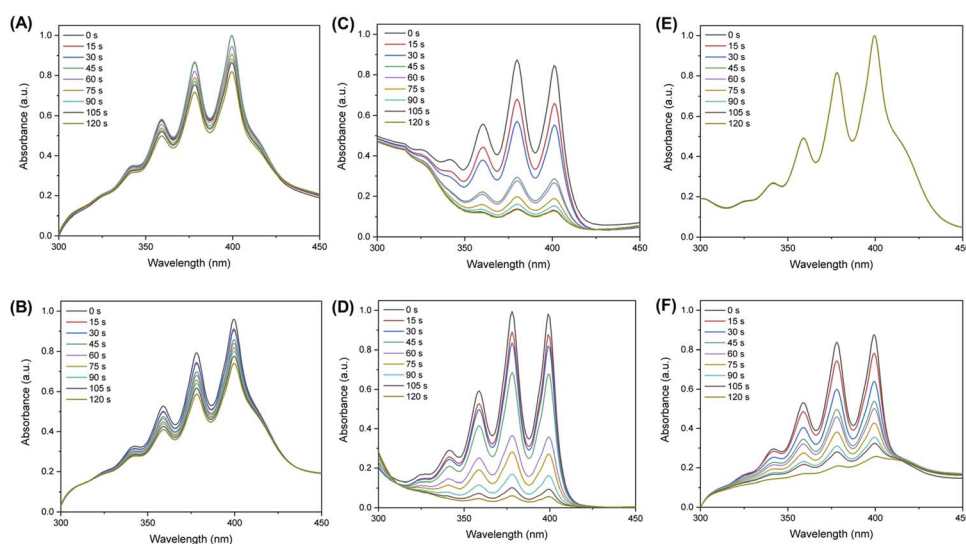 (A)
0 s
15 s
30 s
45 s
60 s
75 s
90 s
105 s
120 s
1.0
0.8
0.6
0.4
0.2
0.0
300
350
400
450
Absorbance (a.u.)
Wavelength (nm)
(C)
0 s
15 s
30 s
45 s
60 s
75 s
90 s
105 s
120 s
1.0
0.8
0.6
0.4
0.2
0.0
300
350
400
450
Absorbance (a.u.)
Wavelength (nm)
(E)
0 s
15 s
30 s
45 s
60 s
75 s
90 s
105 s
120 s
1.0
0.8
0.6
0.4
0.2
0.0
300
350
400
450
Absorbance (a.u.)
Wavelength (nm)
(B)
0 s
15 s
30 s
45 s
60 s
75 s
90 s
105 s
120 s
1.0
0.8
0.6
0.4
0.2
0.0
300
350
400
450
Absorbance (a.u.)
Wavelength (nm)
(D)
0 s
15 s
30 s
45 s
60 s
75 s
90 s
105 s
120 s
1.0
0.8
0.6
0.4
0.2
0.0
300
350
400
450
Absorbance (a.u.)
Wavelength (nm)
(F)
0 s
15 s
30 s
45 s
60 s
75 s
90 s
105 s
120 s
1.0
0.8
0.6
0.4
0.2
0.0
300
350
400
450
Absorbance (a.u.)
Wavelength (nm)